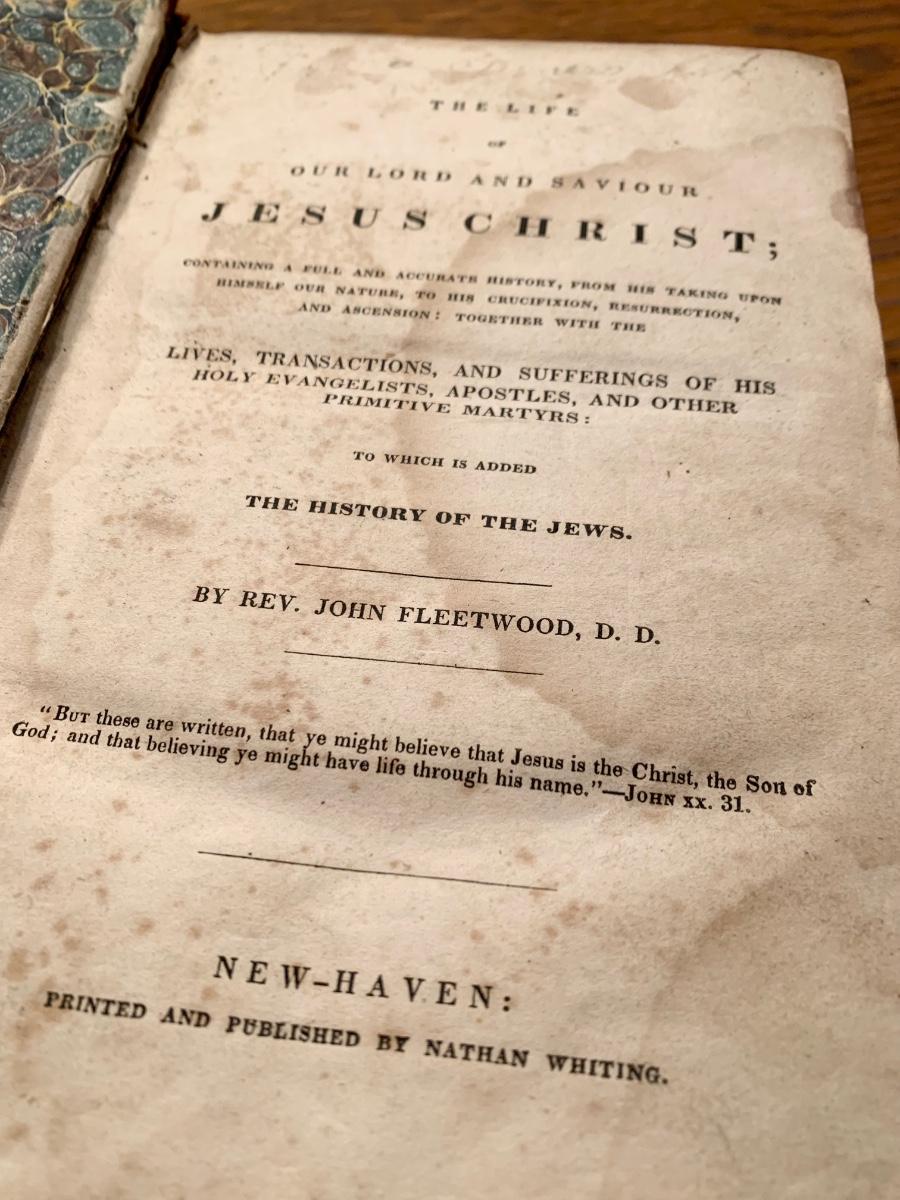 THE LIFE
OF
OUR LORD AND SAVIOUR
JESUS CHRIST;
CONTAINING A FULL AND ACCURATE HISTORY, FROM HIS TAKING UPON
HIMSELF OUR NATURE, TO HIS CRUCIFIXION, RESURRECTION,
AND ASCENSION: TOGETHER WITH THE
LIVES, TRANSACTIONS, AND SUFFERINGS OF HIS
HOLY EVANGELISTS, APOSTLES, AND OTHER
PRIMITIVE MARTYRS:
TO WHICH IS ADDED
THE HISTORY OF THE JEWS.
BY REV. JOHN FLEETWOOD, D. D.
"BUT these are written, that ye might believe that Jesus is the Christ, the Son of
God; and that believing ye might have life through his name."—JOHN XX. 31.
NEW-HAVEN:
PRINTED AND PUBLISHED BY NATHAN WHITING.